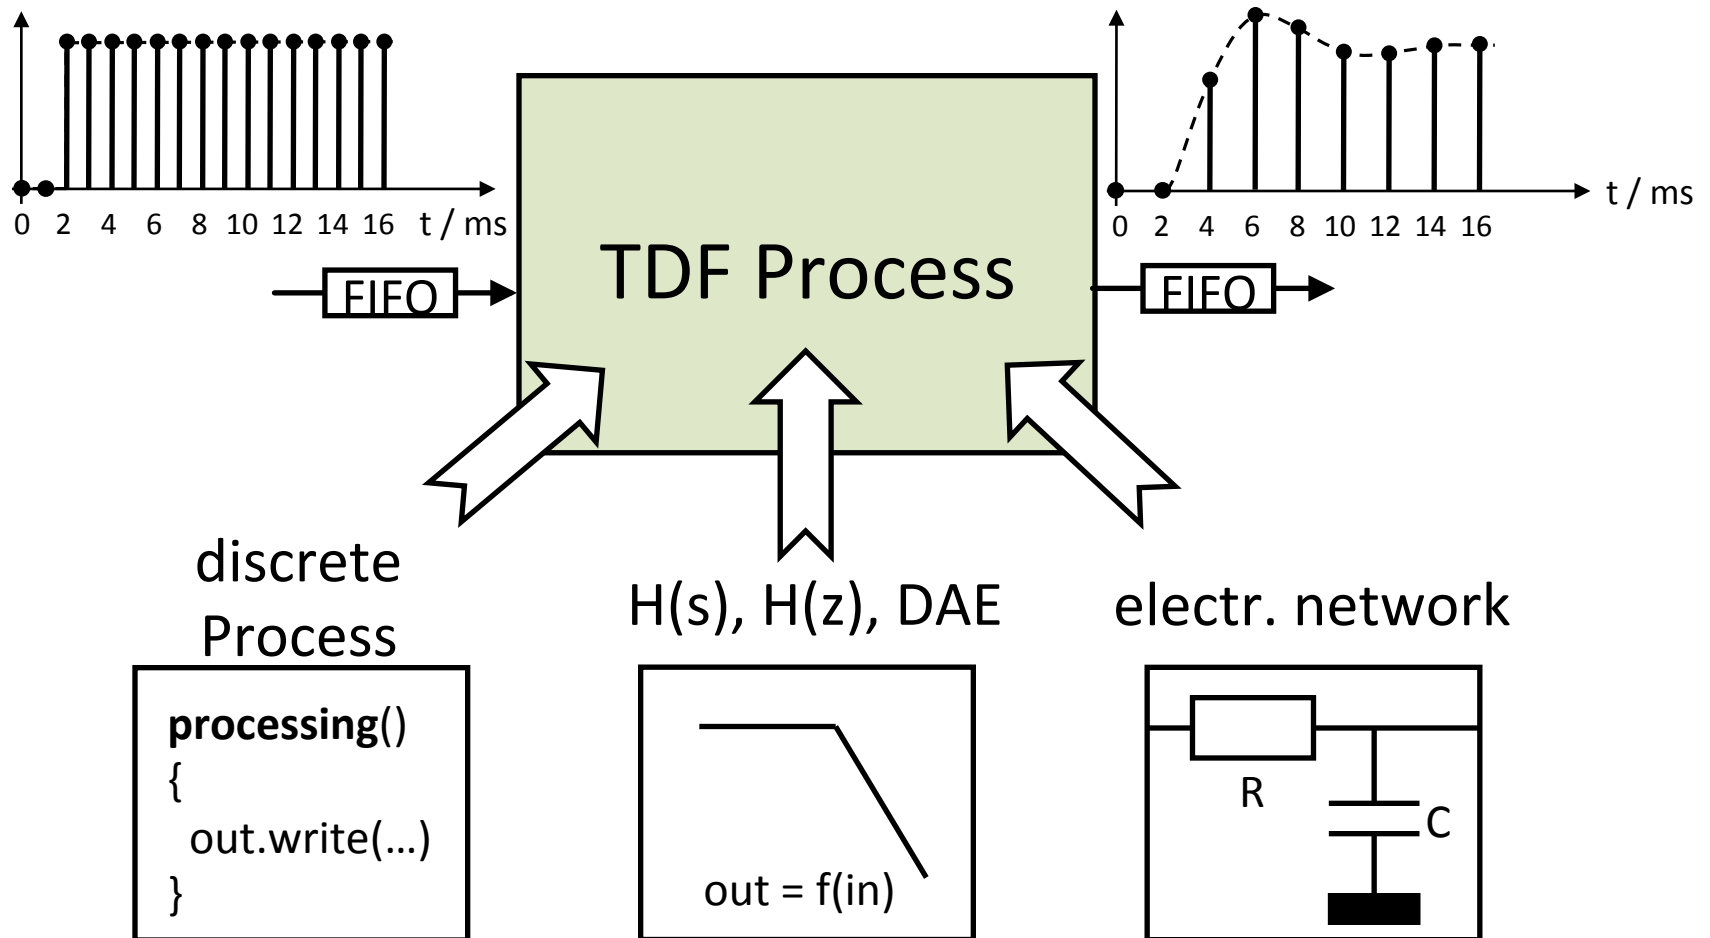 0 2 4 6 8 10 12 14 16 t / ms
0 2 4 6 8 10 12 14 16
t / ms
FIFO
TDF Process
FIFO
discrete
Process
H(s), H(z), DAE
electr. network
processing()
{
out.write(...)
}
out = f(in)
R
C